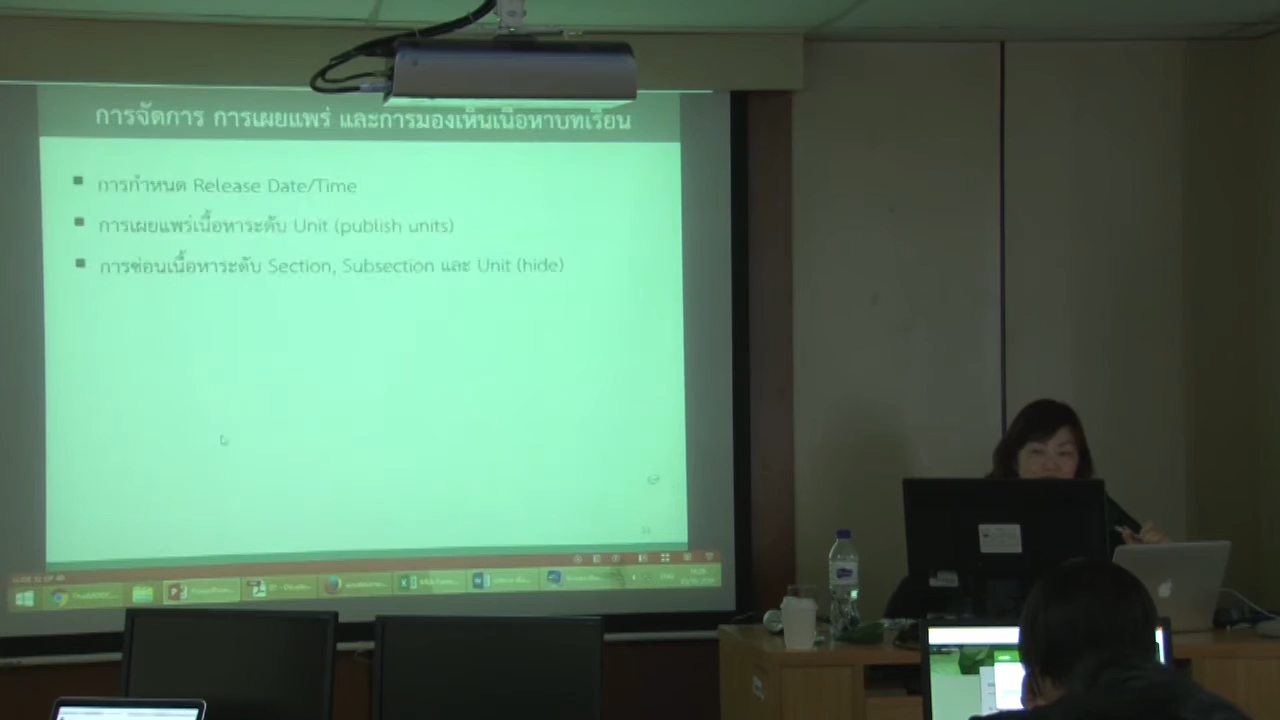 การจัดการ การเผยแพร่ และการมองเห็นเนื้อหาบทเรียน
การกำหนด Release Date/Time
การเผยแพร่เนื้อหาระดับ Unit (publish units)
การซ่อนเนื้อหาระดับ Section, Subsection และ Unit (hide)